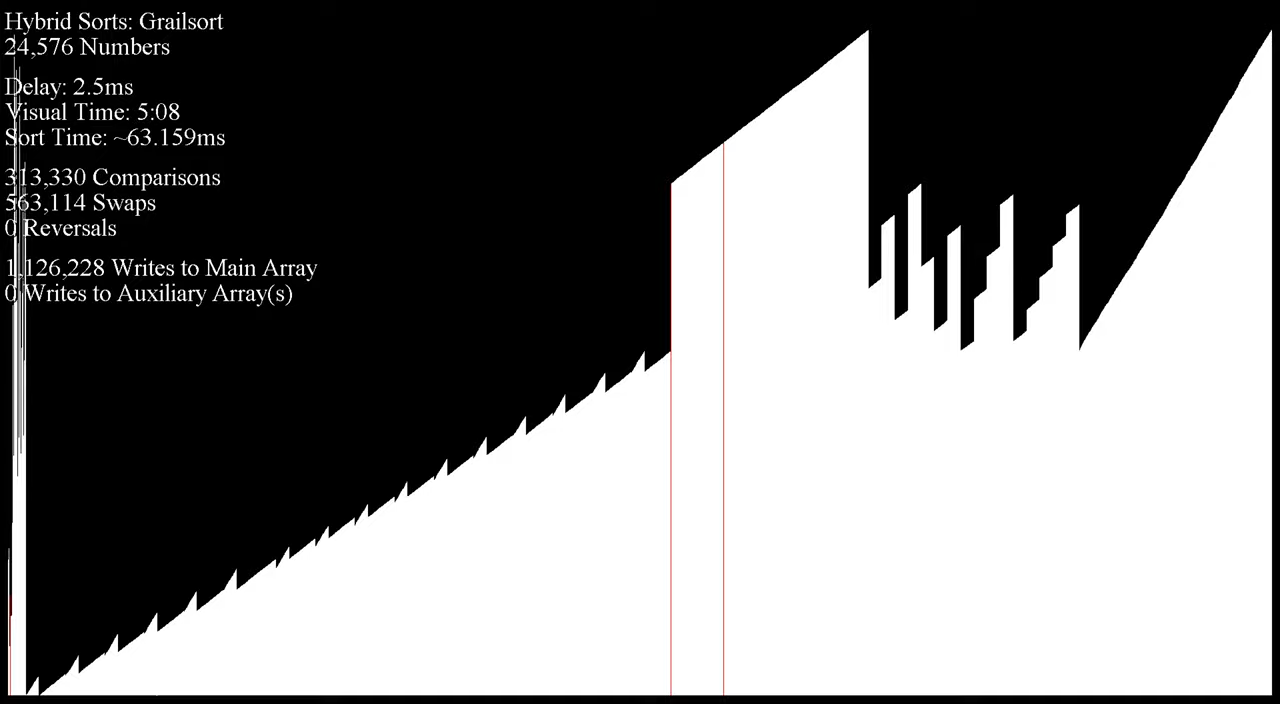 Hybrid Sorts: Grailsort
24,576 Numbers
Delay: 2.5ms
Visual Time: 5:08
Sort Time: ~63.159ms
313,330 Comparisons
563,114 Swaps
0 Reversals
1,126,228 Writes to Main Array
0 Writes to Auxiliary Array(s)